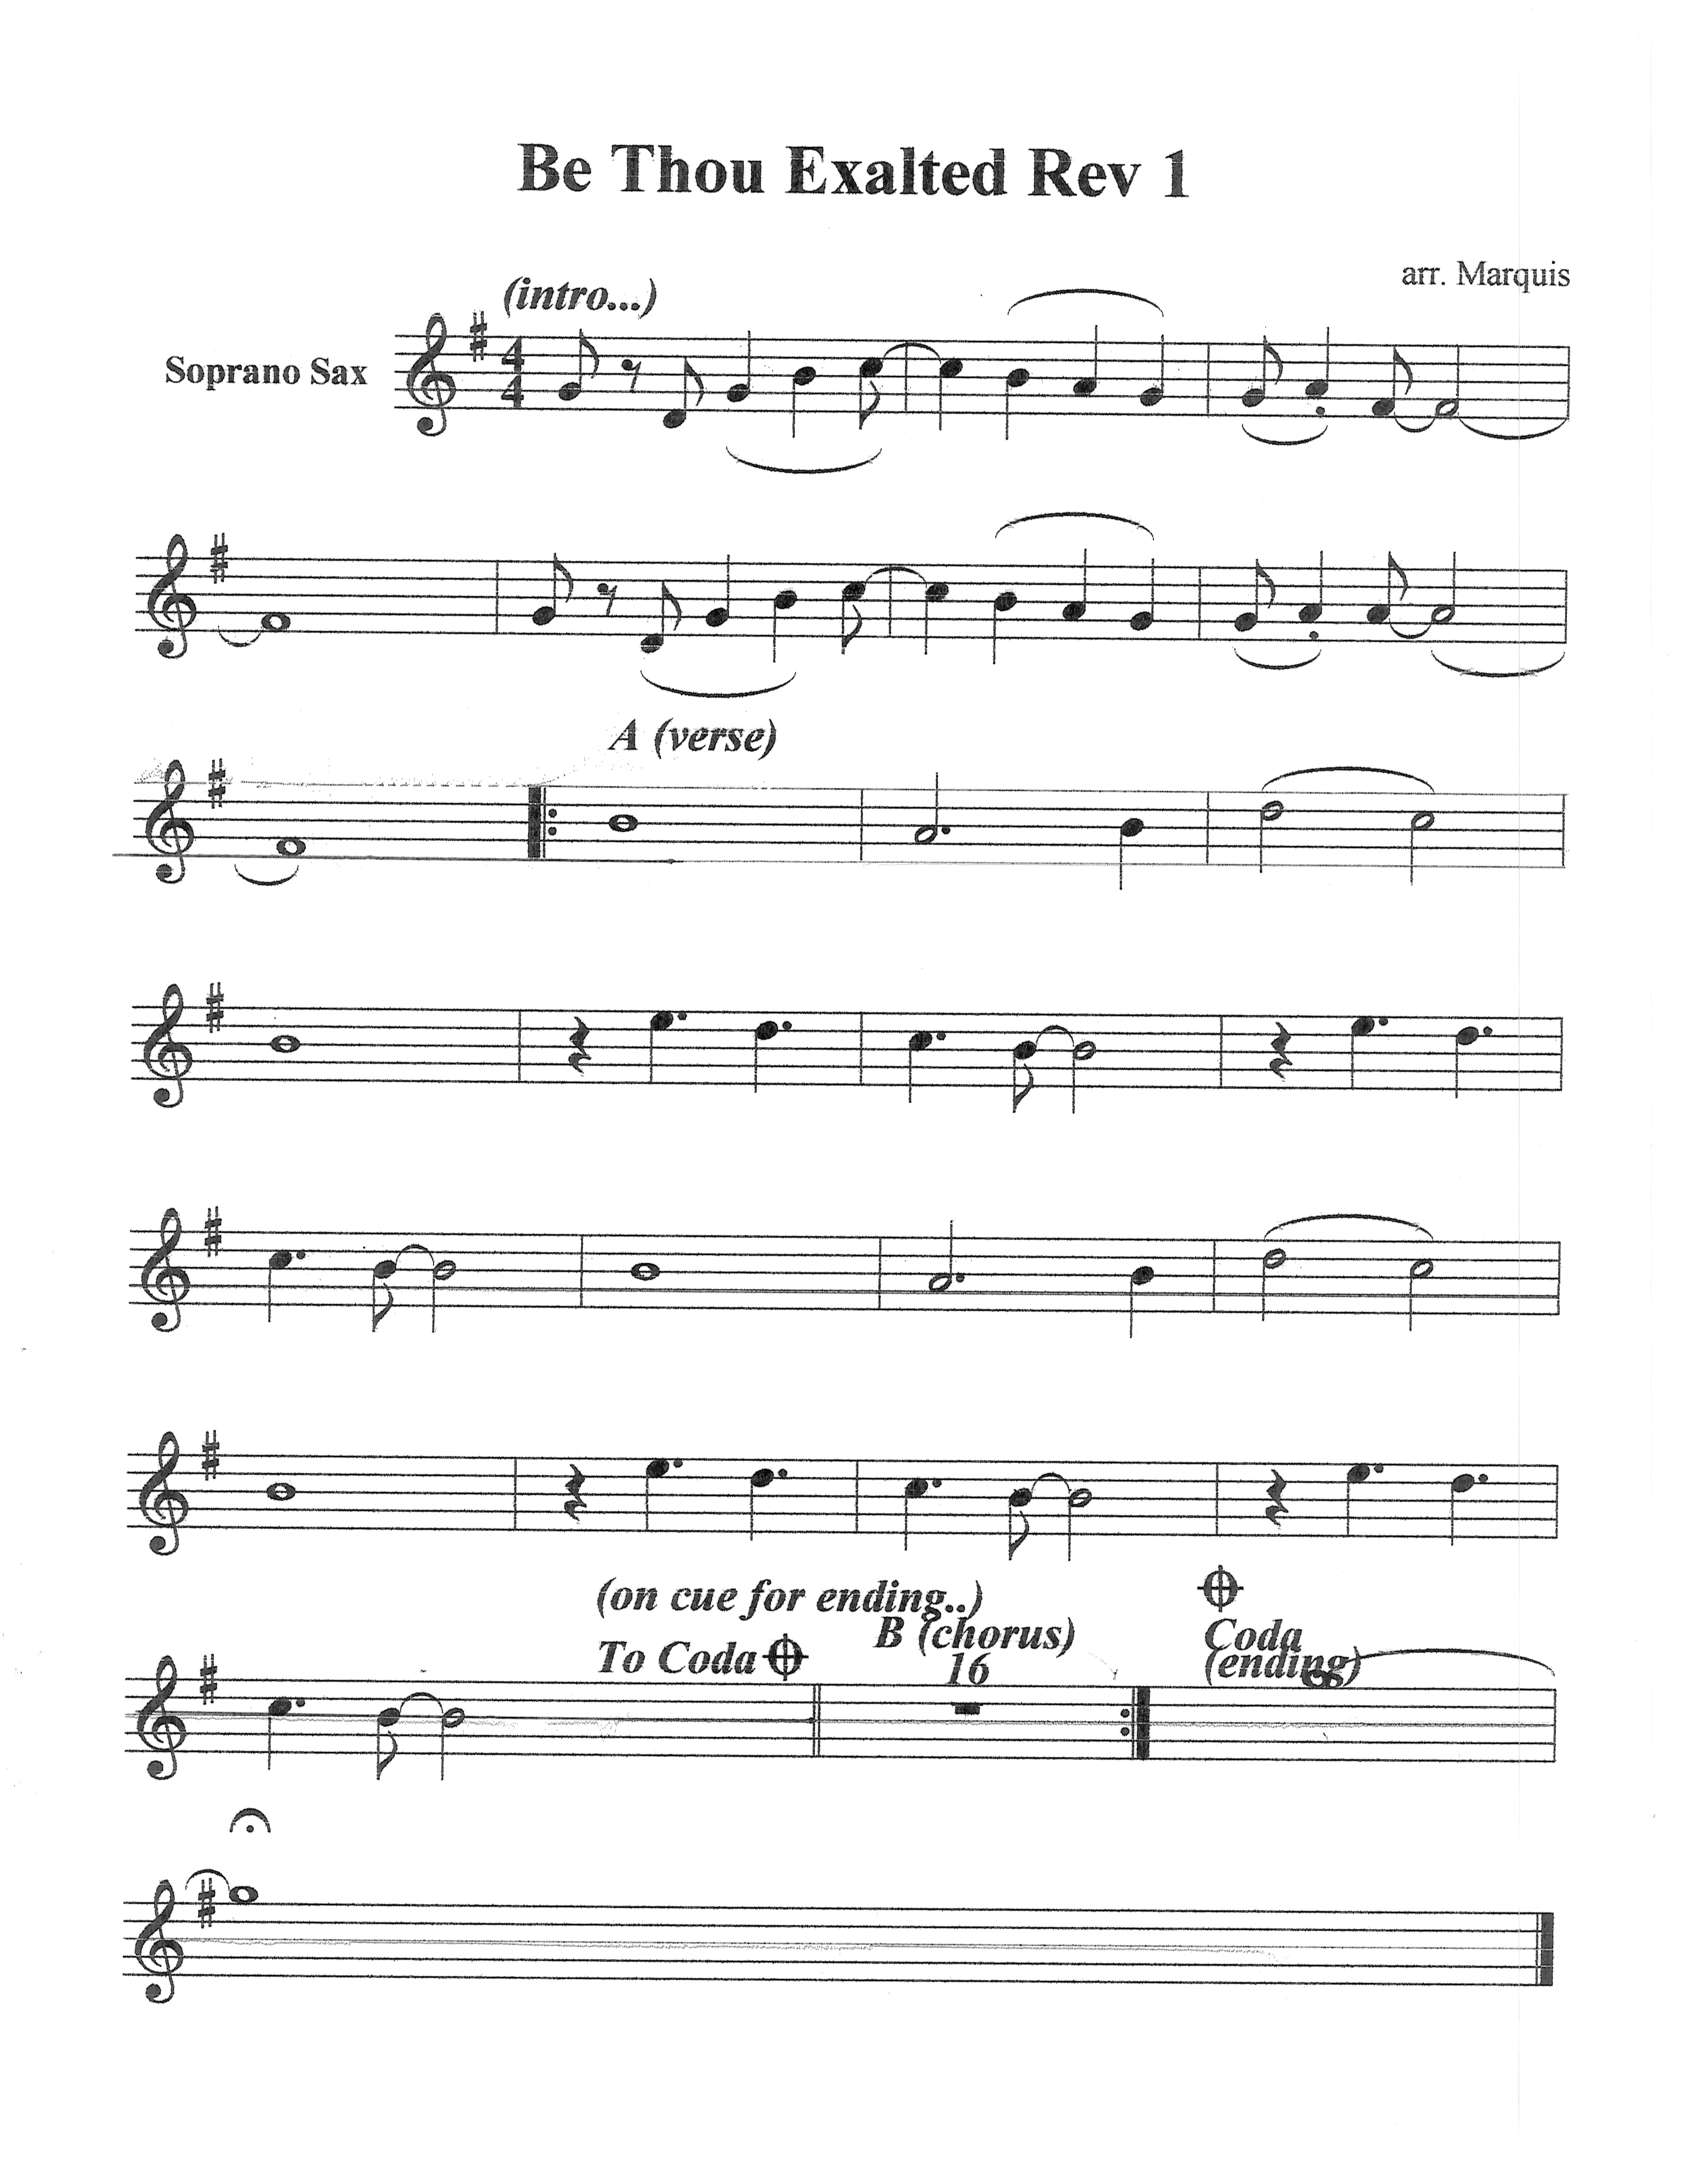 Be Thou Exalted Rev 1
arr. Marquis
(intro...)
Soprano Sax
4
4
A (verse)
(on cue for ending..)
B (chorus)
To Coda
16
Coda
(ending)